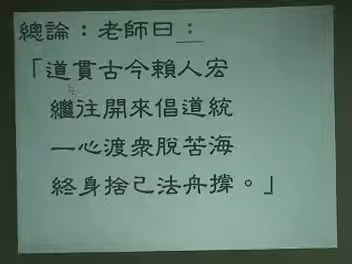 總論：老師曰：
「道貫古今賴人宏
繼往開來倡道統
一心渡衆脫苦海
終身捨己法舟撐。」